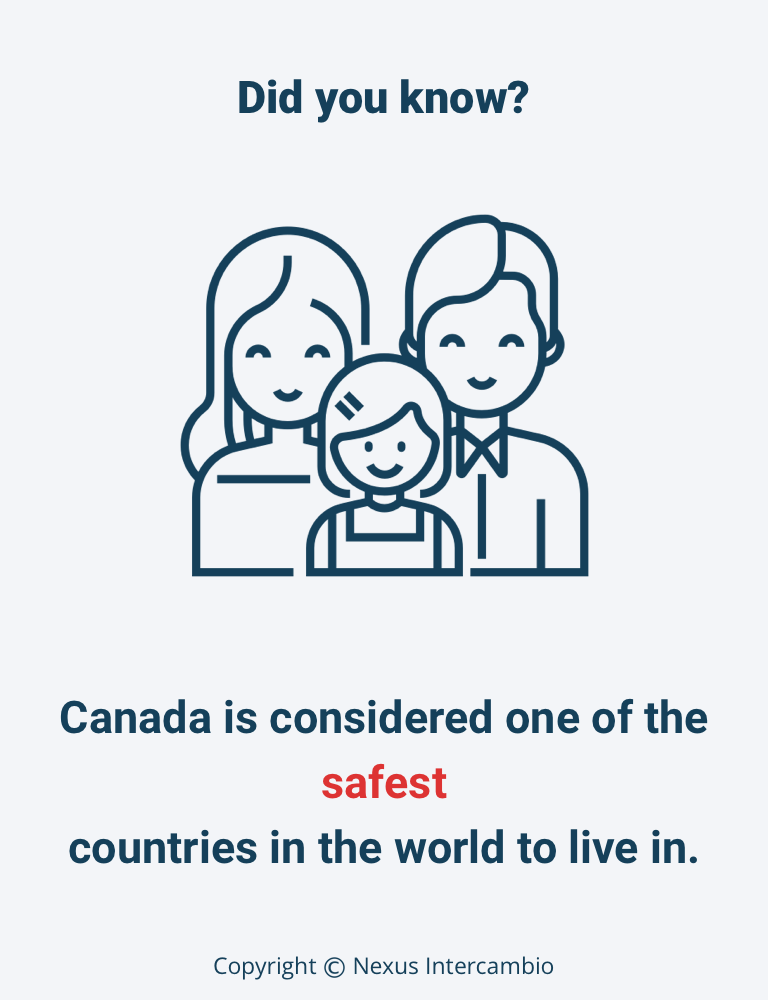 Did you know?
Canada is considered one of the
safest
countries in the world to live in.
Copyright © Nexus Intercambio